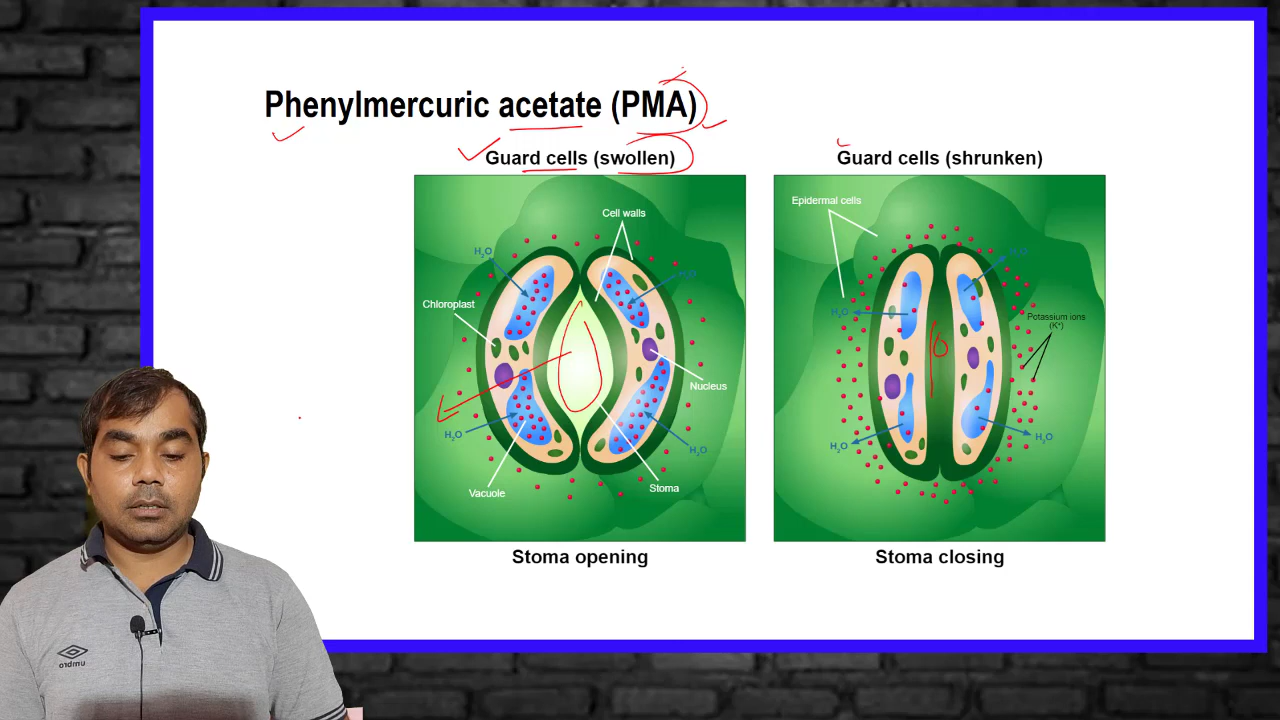 Phenylmercuric acetate (PMA)
Guard cells (swollen)
Guard cells (shrunken)
Cell walls
H₂O
H₂O
Chloroplast
Nucleus
H₂O
H₂O
Vacuole
Stoma
Stoma opening
Epidermal cells
H₂O
H₂O
Potassium ions
(K⁺)
H₂O
H₂O
Stoma closing
umbro